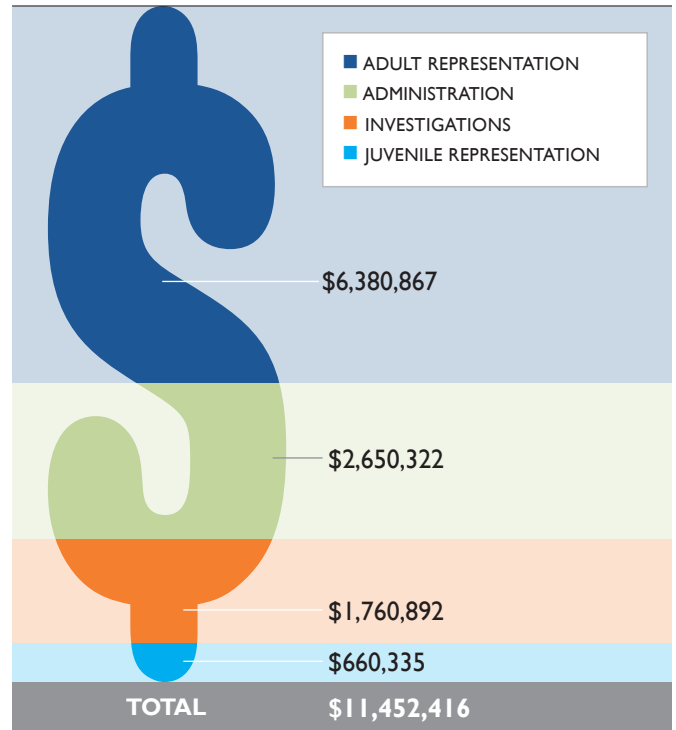 ADULT REPRESENTATION
ADMINISTRATION
INVESTIGATIONS
JUVENILE REPRESENTATION
$6,380,867
$2,650,322
$1,760,892
$660,335
TOTAL $11,452,416